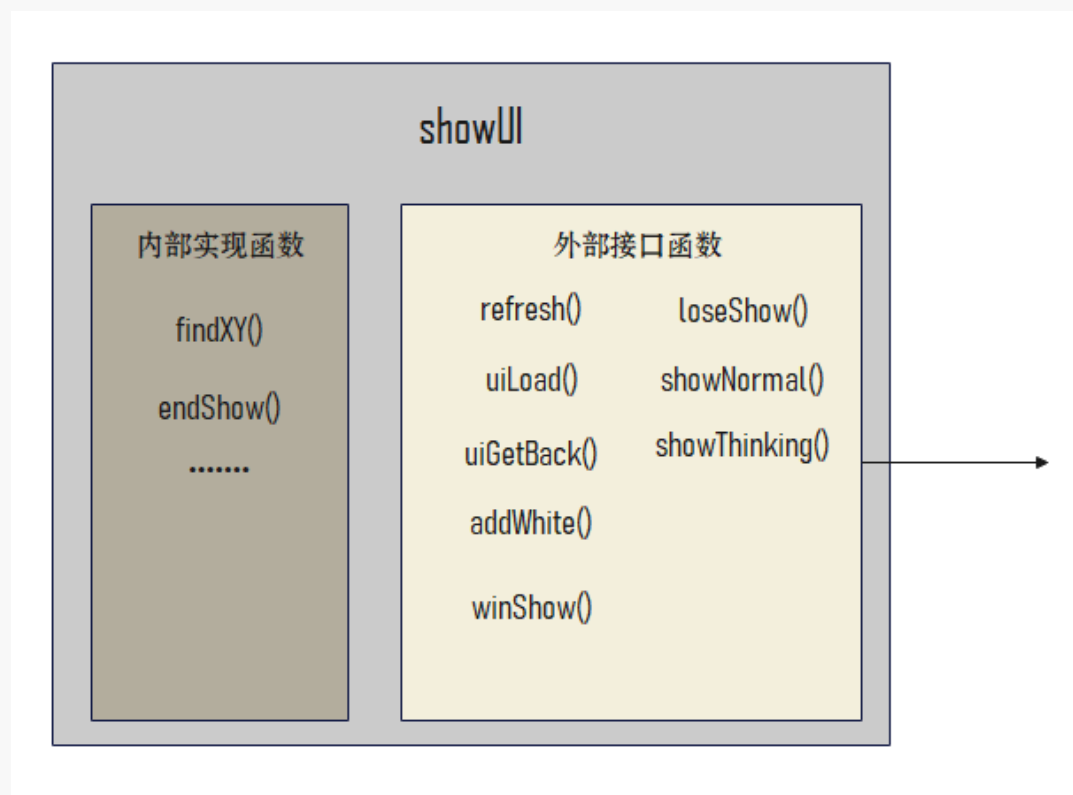 showUI
内部实现函数
findXY()
endShow()
.......
外部接口函数
refresh()
uiLoad()
uiGetBack()
addWhite()
winShow()
loseShow()
showNormal()
showThinking()